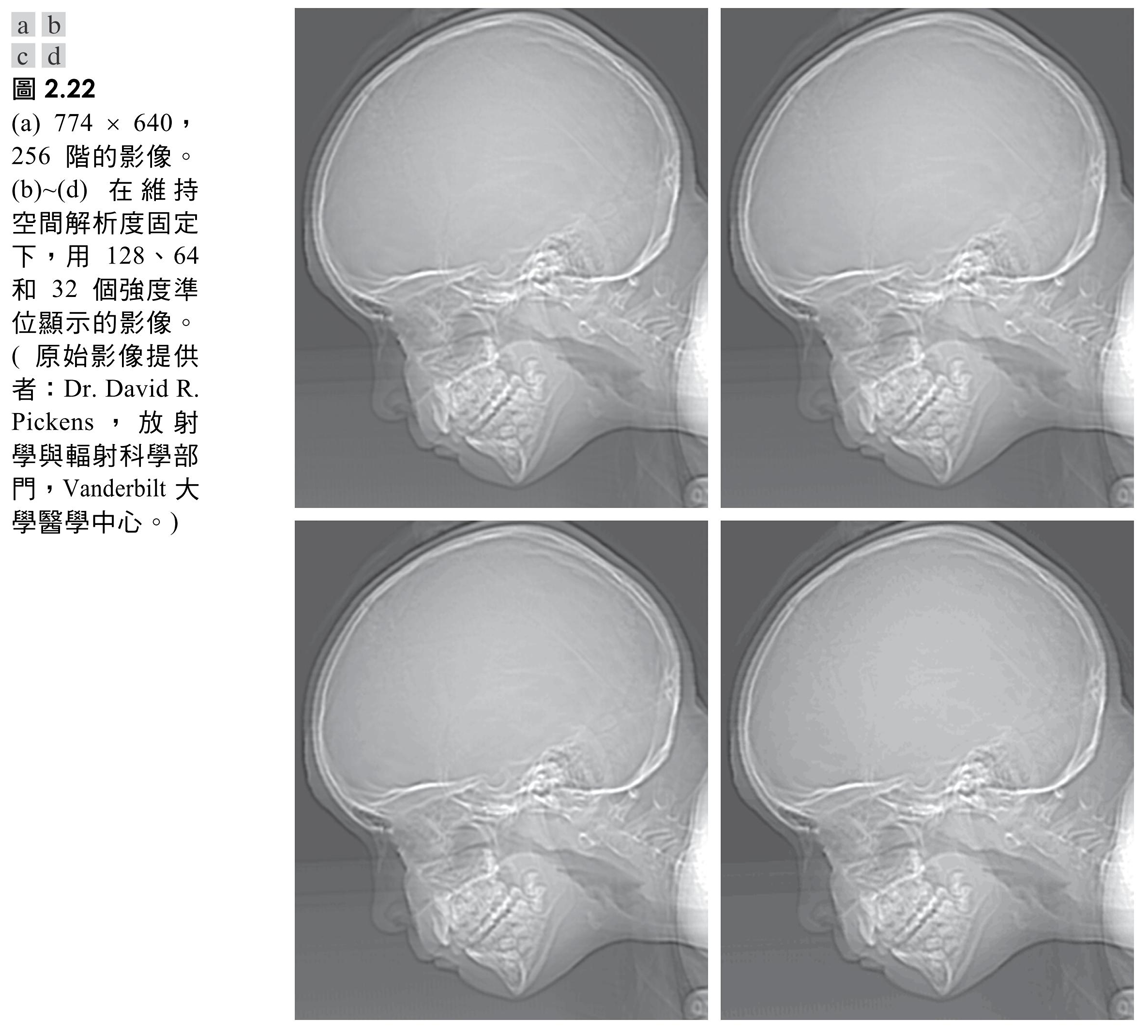 a b
c d
圖 2.22
(a) 774 × 640，
256 階的影像。
(b)~(d) 在維持
空間解析度固定
下，用 128、64
和 32 個強度準
位顯示的影像。
( 原始影像提供
者：Dr. David R.
Pickens ，放射
學與輻射科學部
門，Vanderbilt 大
學醫學中心。)